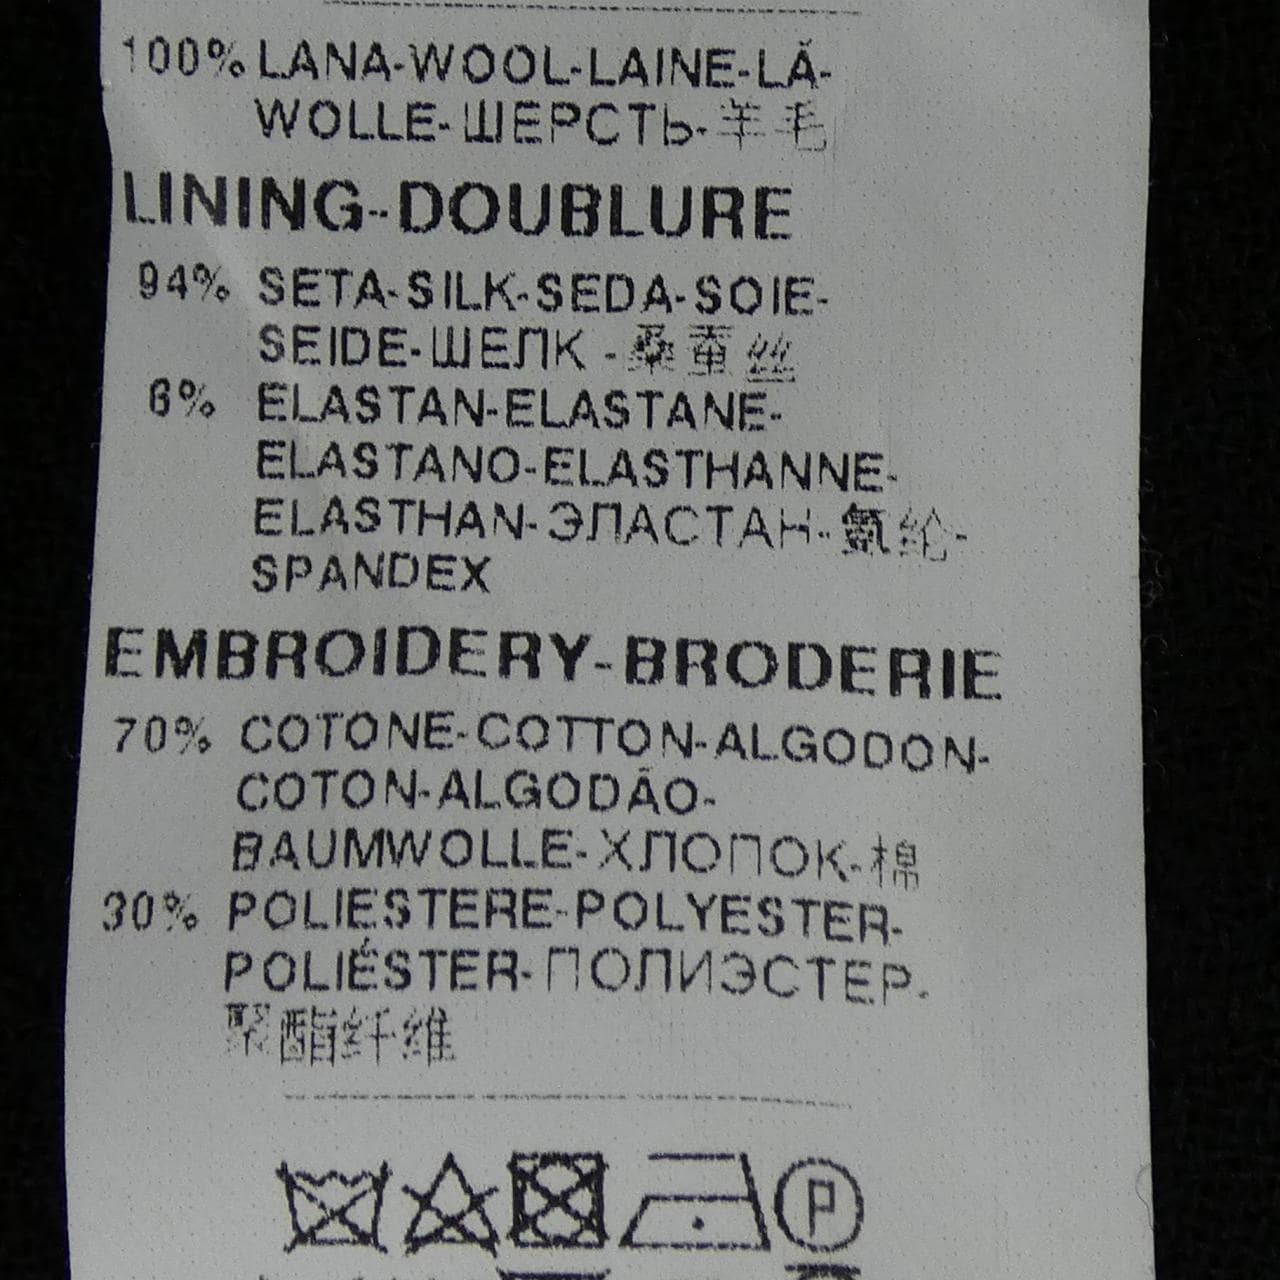 100% LANA-WOOL-LAINE-LÃ-
WOLLE-ШЕРСТЬ-羊毛
LINING-DOUBLURE
94% SETA-SILK-SEDA-SOIE-
SEIDE-ШЕЛК-桑蚕丝
6% ELASTAN-ELASTANE-
ELASTANO-ELASTHANNE-
ELASTHAN-ЭЛАСТАН-氨纶-
SPANDEX
EMBROIDERY-BRODERIE
70% COTONE-COTTON-ALGODON-
COTON-ALGODÃO-
BAUMWOLLE-ХЛОПОК-棉
30% POLIESTERE-POLYESTER-
POLIÉSTER-ПОЛИЭСТЕР-
聚酯纤维
P